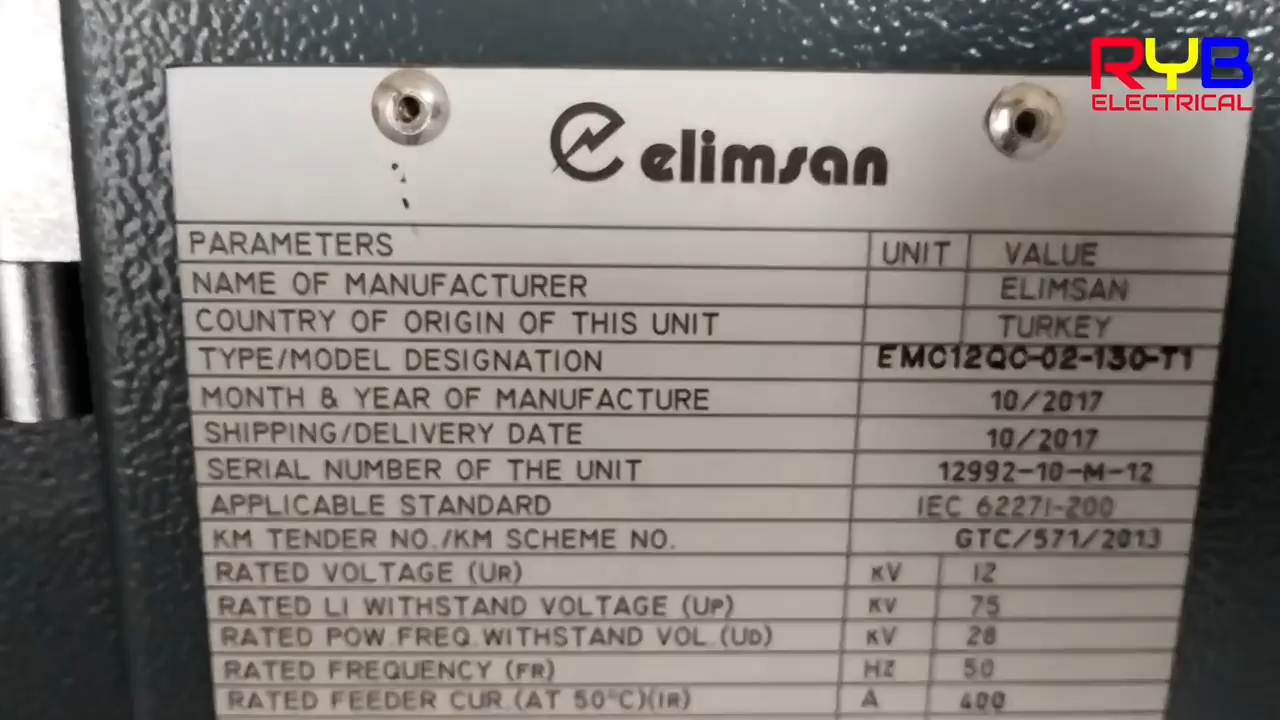 RYB
ELECTRICAL
elimsan
PARAMETERS UNIT VALUE
NAME OF MANUFACTURER ELIMSAN
COUNTRY OF ORIGIN OF THIS UNIT TURKEY
TYPE/MODEL DESIGNATION EMC12QC-02-130-T1
MONTH & YEAR OF MANUFACTURE 10/2017
SHIPPING/DELIVERY DATE 10/2017
SERIAL NUMBER OF THE UNIT 12992-10-M-12
APPLICABLE STANDARD IEC 62271-200
KM TENDER NO./KM SCHEME NO. GTC/571/2013
RATED VOLTAGE (UR) KV 12
RATED LI WITHSTAND VOLTAGE (UP) KV 75
RATED POW.FREQ.WITHSTAND VOL.(UD) KV 28
RATED FREQUENCY (FR) HZ 50
RATED FEEDER CUR.(AT 50°C)(IR) A 400